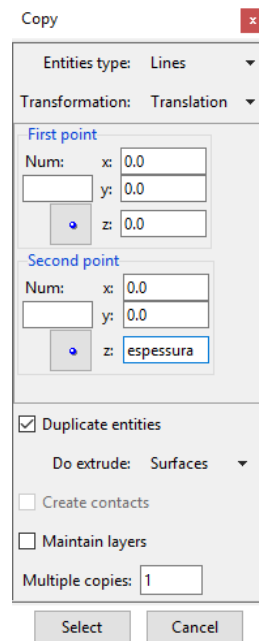 Copy x
Entities type: Lines
Transformation: Translation
First point
Num: x: 0.0
y: 0.0
z: 0.0
Second point
Num: x: 0.0
y: 0.0
z: espessura
Duplicate entities
Do extrude: Surfaces
Create contacts
Maintain layers
Multiple copies: 1
Select Cancel